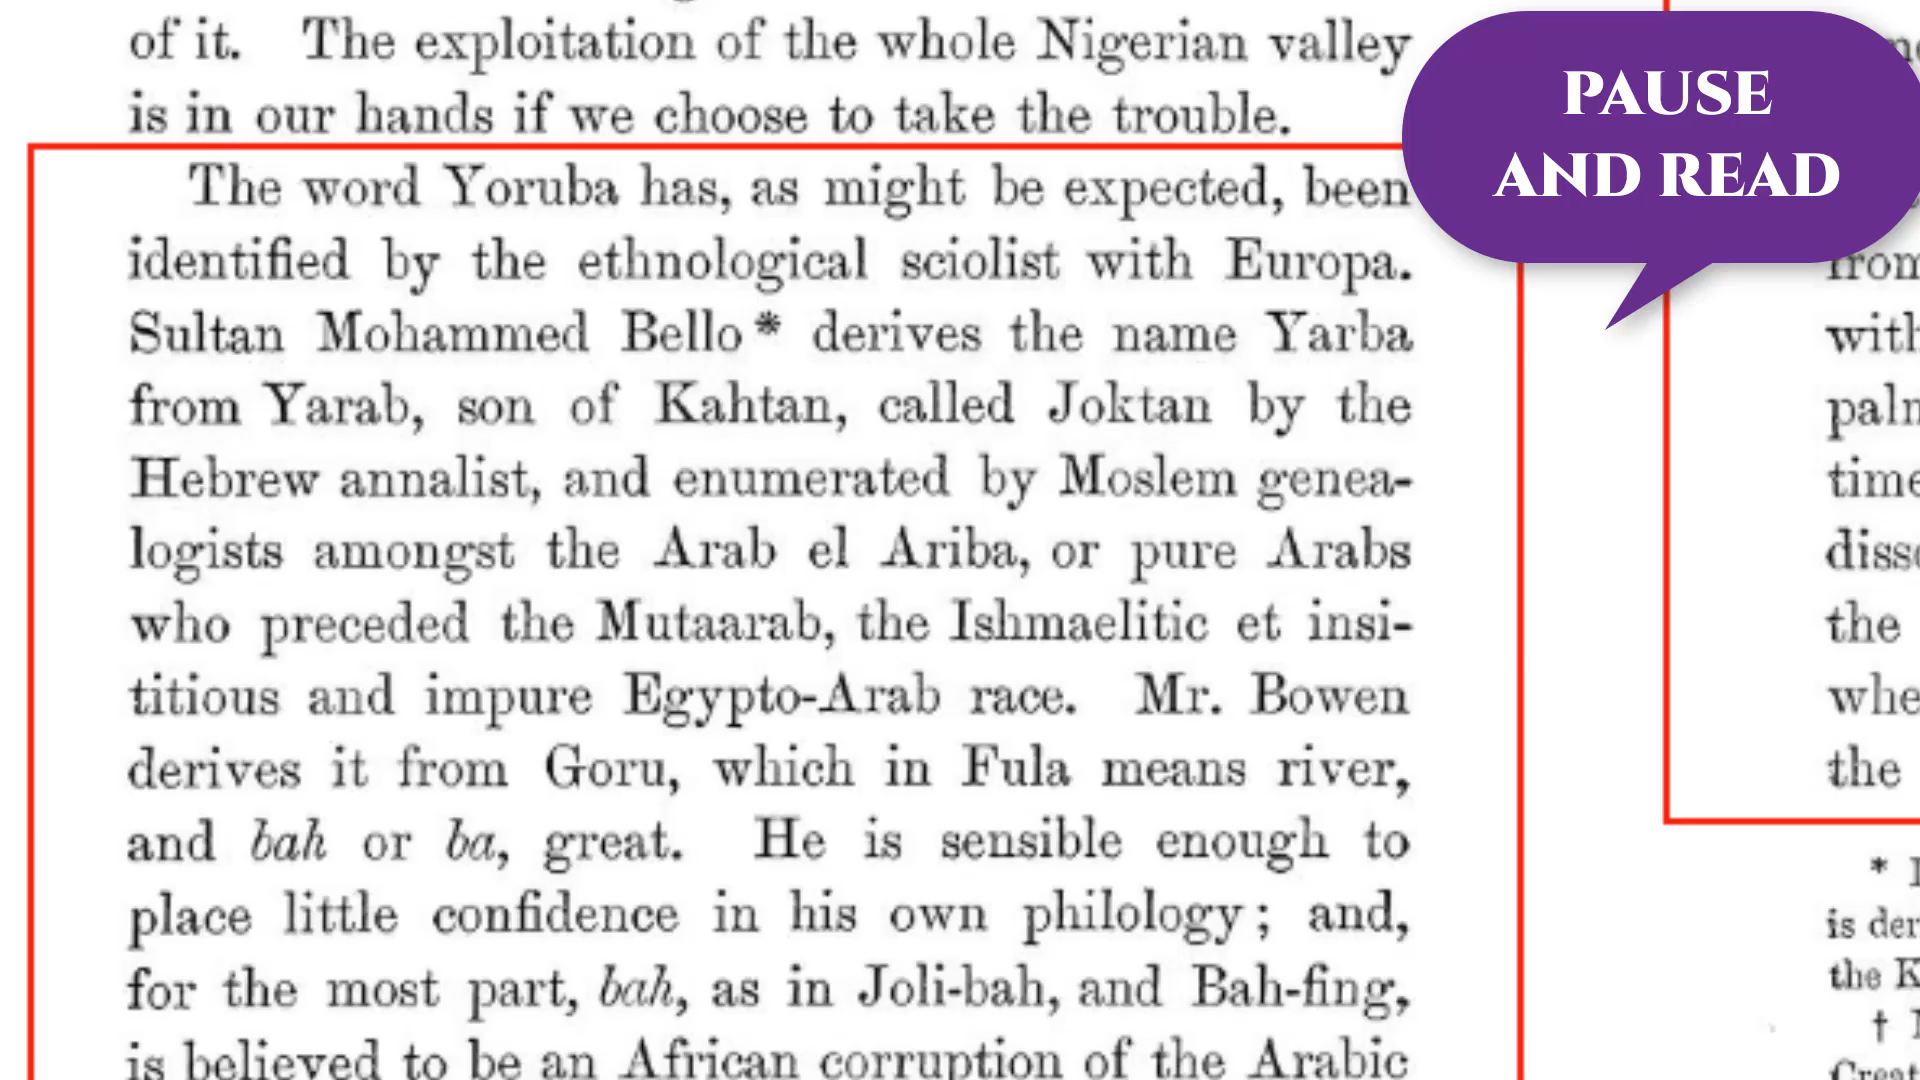 of it. The exploitation of the whole Nigerian valley
is in our hands if we choose to take the trouble.
The word Yoruba has, as might be expected, been
identified by the ethnological sciolist with Europa.
Sultan Mohammed Bello * derives the name Yarba
from Yarab, son of Kahtan, called Joktan by the
Hebrew annalist, and enumerated by Moslem genea-
logists amongst the Arab el Ariba, or pure Arabs
who preceded the Mutaarab, the Ishmaelitic et insi-
titious and impure Egypto-Arab race. Mr. Bowen
derives it from Goru, which in Fula means river,
and bah or ba, great. He is sensible enough to
place little confidence in his own philology; and,
for the most part, bah, as in Joli-bah, and Bah-fing,
is believed to be an African corruption of the Arabic
PAUSE
AND READ
from
with
time
the
the
*
is der
the K
†